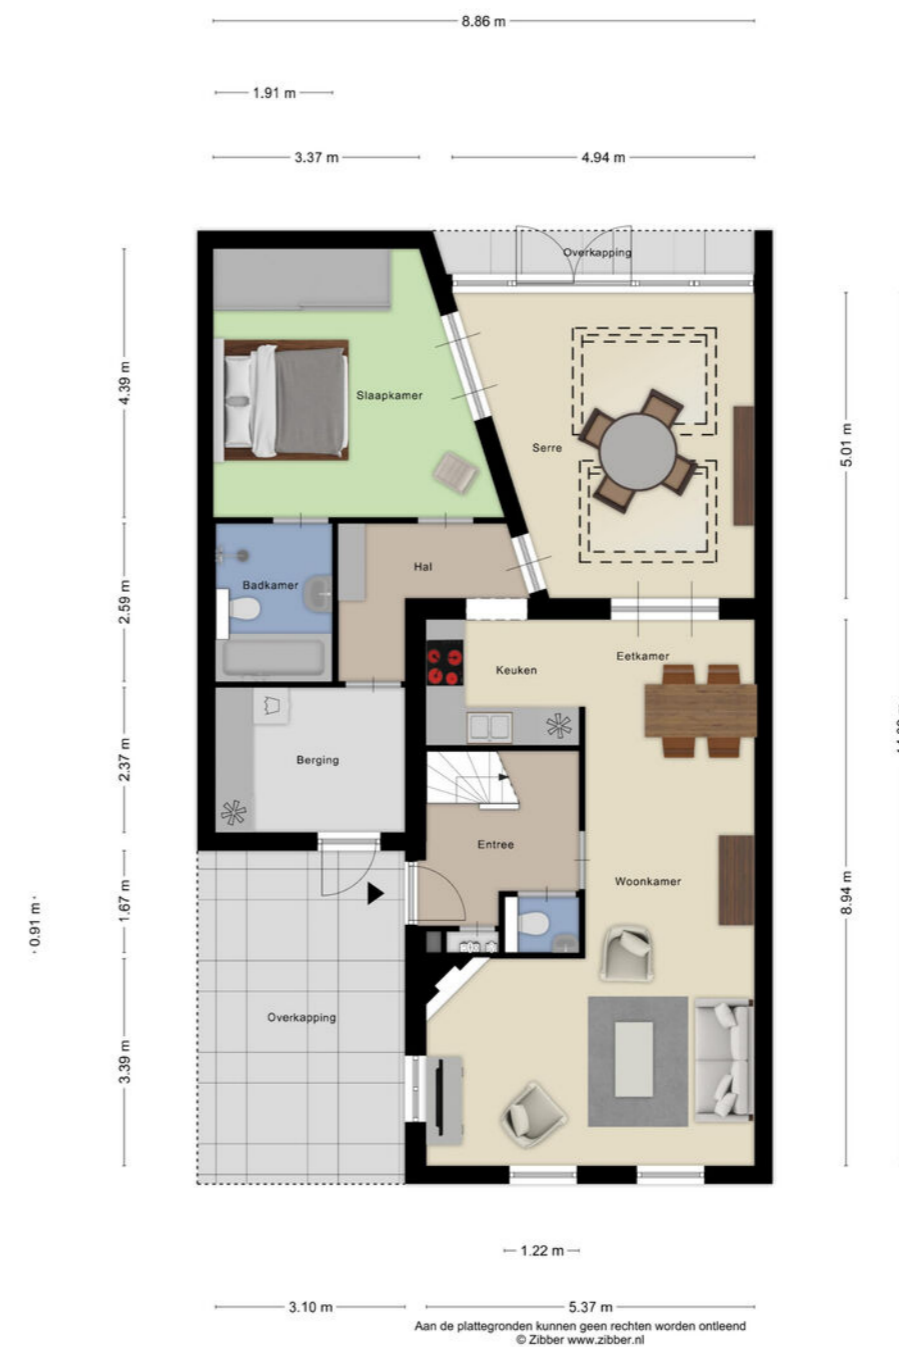 8.86 m
1.91 m
3.37 m
4.94 m
Overkapping
4.39 m
Slaapkamer
5.01 m
Serre
Hal
Badkamer
2.59 m
Keuken
Eetkamer
2.37 m
Berging
Entree
Woonkamer
1.67 m
8.94 m
0.91 m
Overkapping
3.39 m
1.22 m
3.10 m
5.37 m
Aan de plattegronden kunnen geen rechten worden ontleend
© Zibber www.zibber.nl